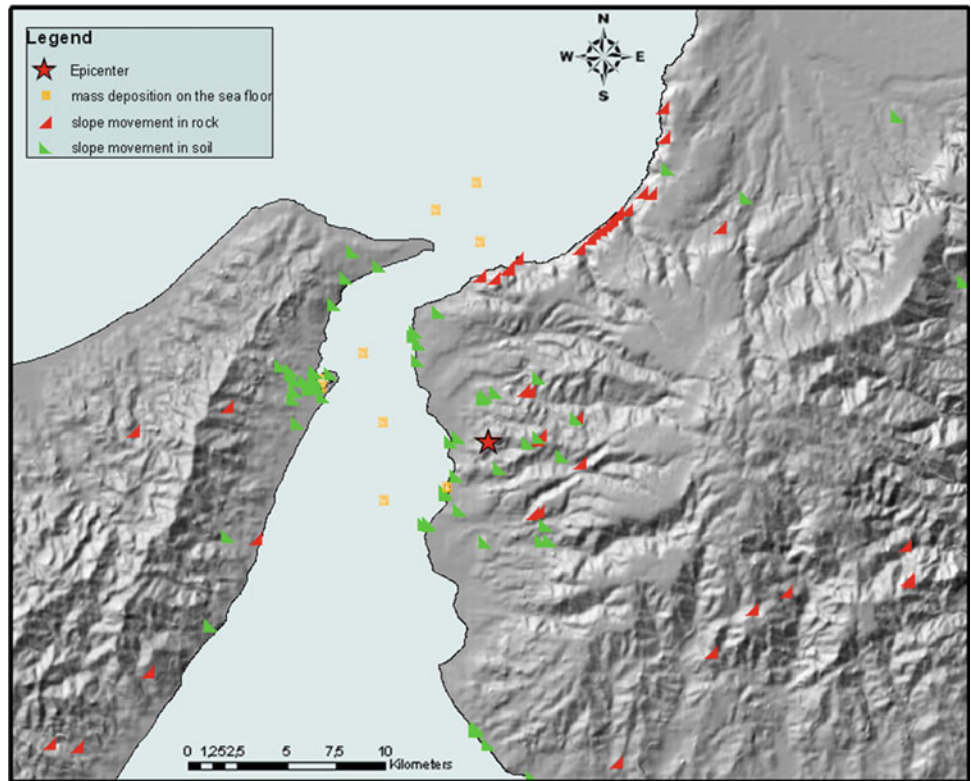 Legend
Epicenter
mass deposition on the sea floor
slope movement in rock
slope movement in soil
N
W E
S
0 1,252,5 5 7,5 10
Kilometers